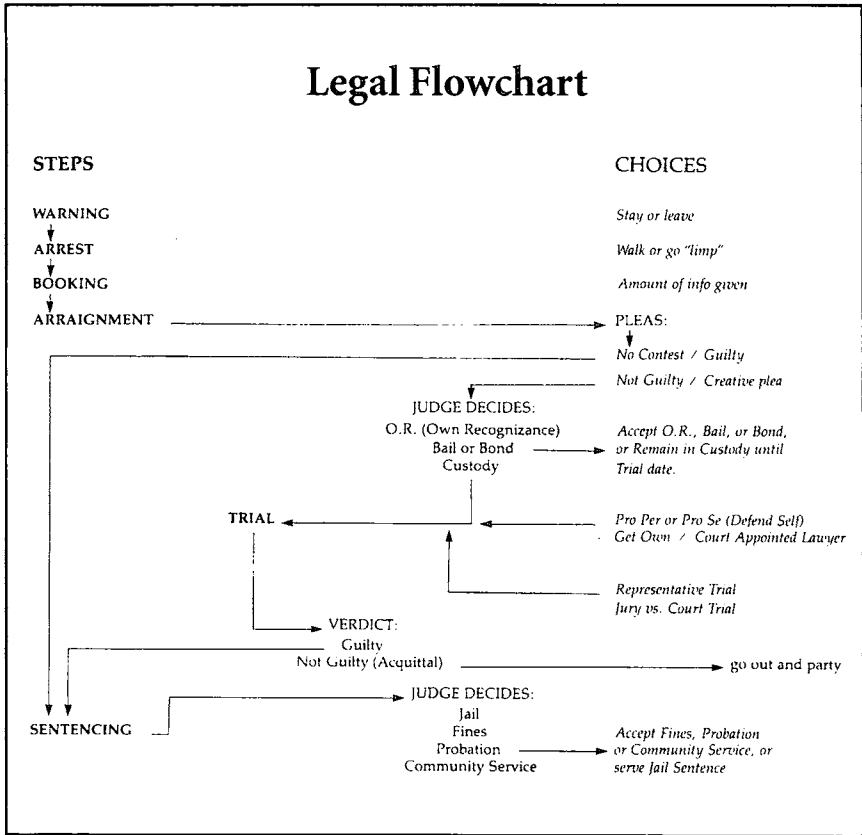 Legal Flowchart
STEPS
CHOICES
WARNING
Stay or leave
ARREST
Walk or go "limp"
BOOKING
Amount of info given
ARRAIGNMENT
PLEAS:
No Contest / Guilty
Not Guilty / Creative plea
JUDGE DECIDES:
O.R. (Own Recognizance)
Bail or Bond
Custody
Accept O.R., Bail, or Bond,
or Remain in Custody until
Trial date.
TRIAL
Pro Per or Pro Se (Defend Self)
Get Own / Court Appointed Lawyer
Representative Trial
Jury vs. Court Trial
VERDICT:
Guilty
Not Guilty (Acquittal)
go out and party
SENTENCING
JUDGE DECIDES:
Jail
Fines
Probation
Community Service
Accept Fines, Probation
or Community Service, or
serve Jail Sentence